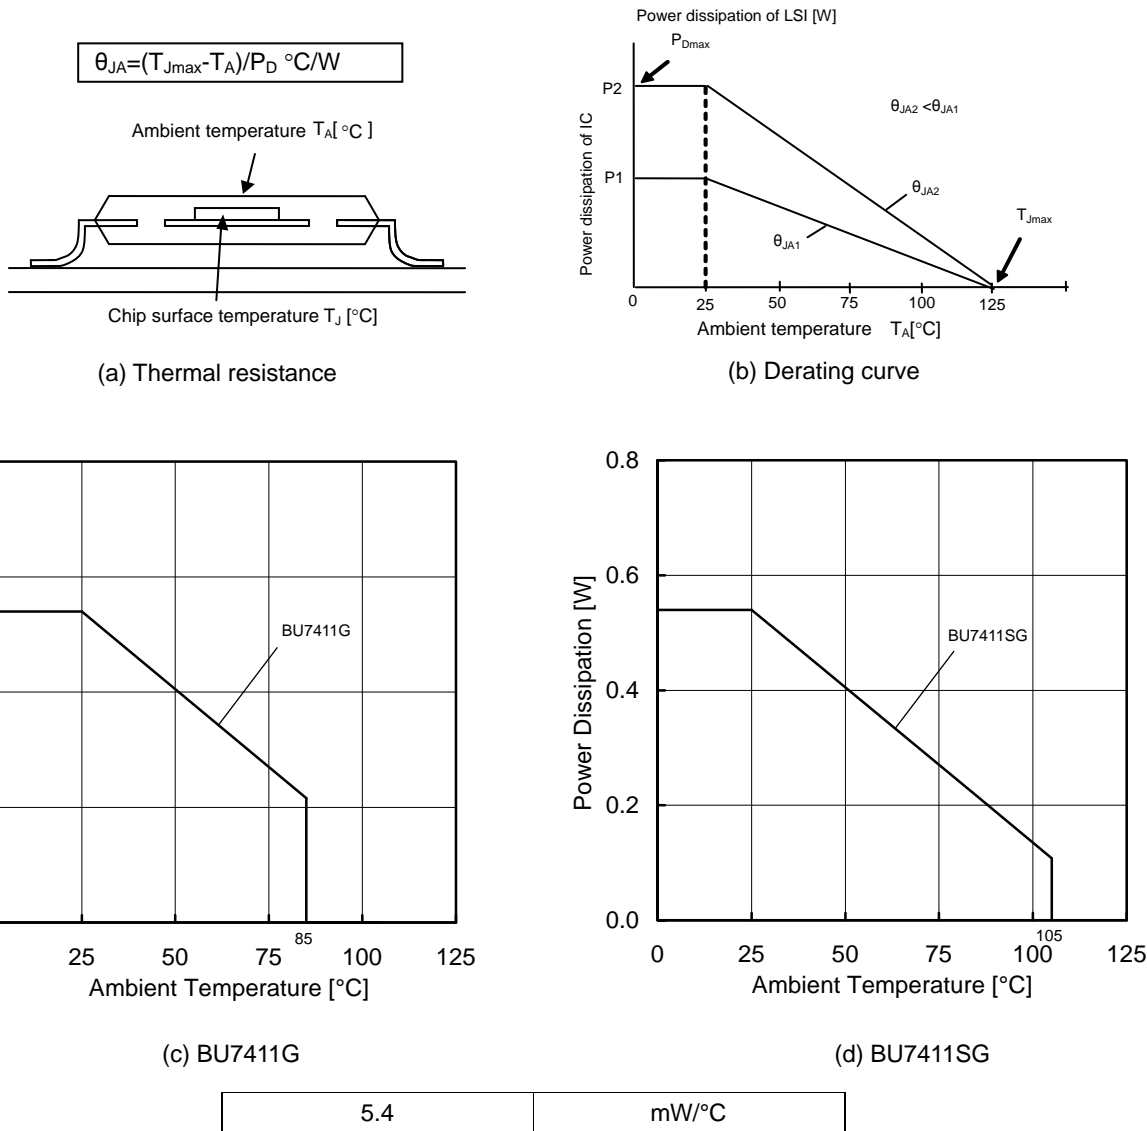 θJA=(TJmax-TA)/PD °C/W
Ambient temperature TA[ °C ]
Chip surface temperature TJ [°C]
(a) Thermal resistance
Power dissipation of LSI [W]
PDmax
P2
P1
Power dissipation of IC
θJA2 <θJA1
θJA2
θJA1
TJmax
0 25 50 75 100 125
Ambient temperature TA[°C]
(b) Derating curve
BU7411G
85
25 50 75 100 125
Ambient Temperature [°C]
(c) BU7411G
0.8
0.6
0.4
0.2
0.0
Power Dissipation [W]
BU7411SG
105
0 25 50 75 100 125
Ambient Temperature [°C]
(d) BU7411SG
5.4 mW/°C